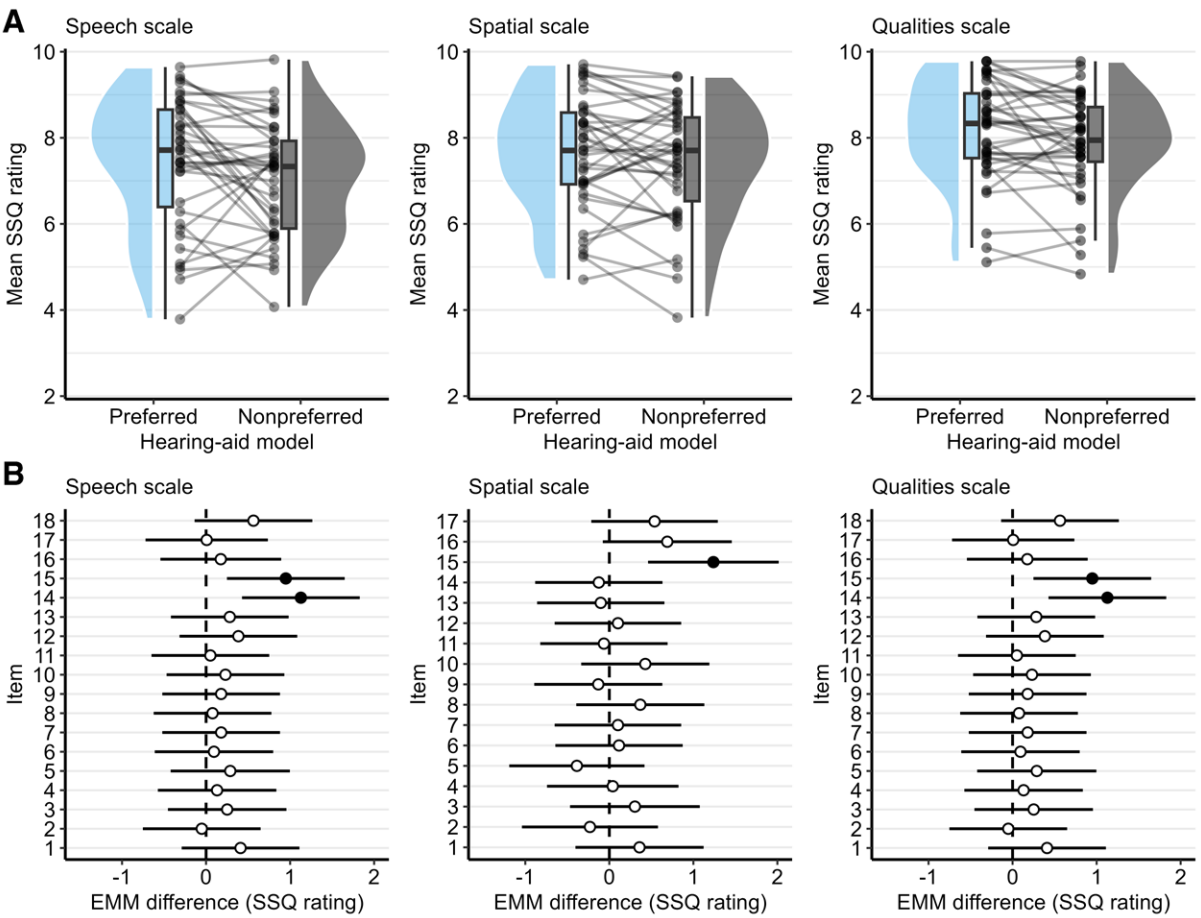 A
Speech scale
Spatial scale
Qualities scale
Mean SSQ rating
10
8
6
4
2
Preferred Nonpreferred
Hearing-aid model
Mean SSQ rating
10
8
6
4
2
Preferred Nonpreferred
Hearing-aid model
Mean SSQ rating
10
8
6
4
2
Preferred Nonpreferred
Hearing-aid model
B
Speech scale
Item
18
17
16
15
14
13
12
11
10
9
8
7
6
5
4
3
2
1
-1 0 1 2
EMM difference (SSQ rating)
Spatial scale
Item
17
16
15
14
13
12
11
10
9
8
7
6
5
4
3
2
1
-1 0 1 2
EMM difference (SSQ rating)
Qualities scale
Item
18
17
16
15
14
13
12
11
10
9
8
7
6
5
4
3
2
1
-1 0 1 2
EMM difference (SSQ rating)